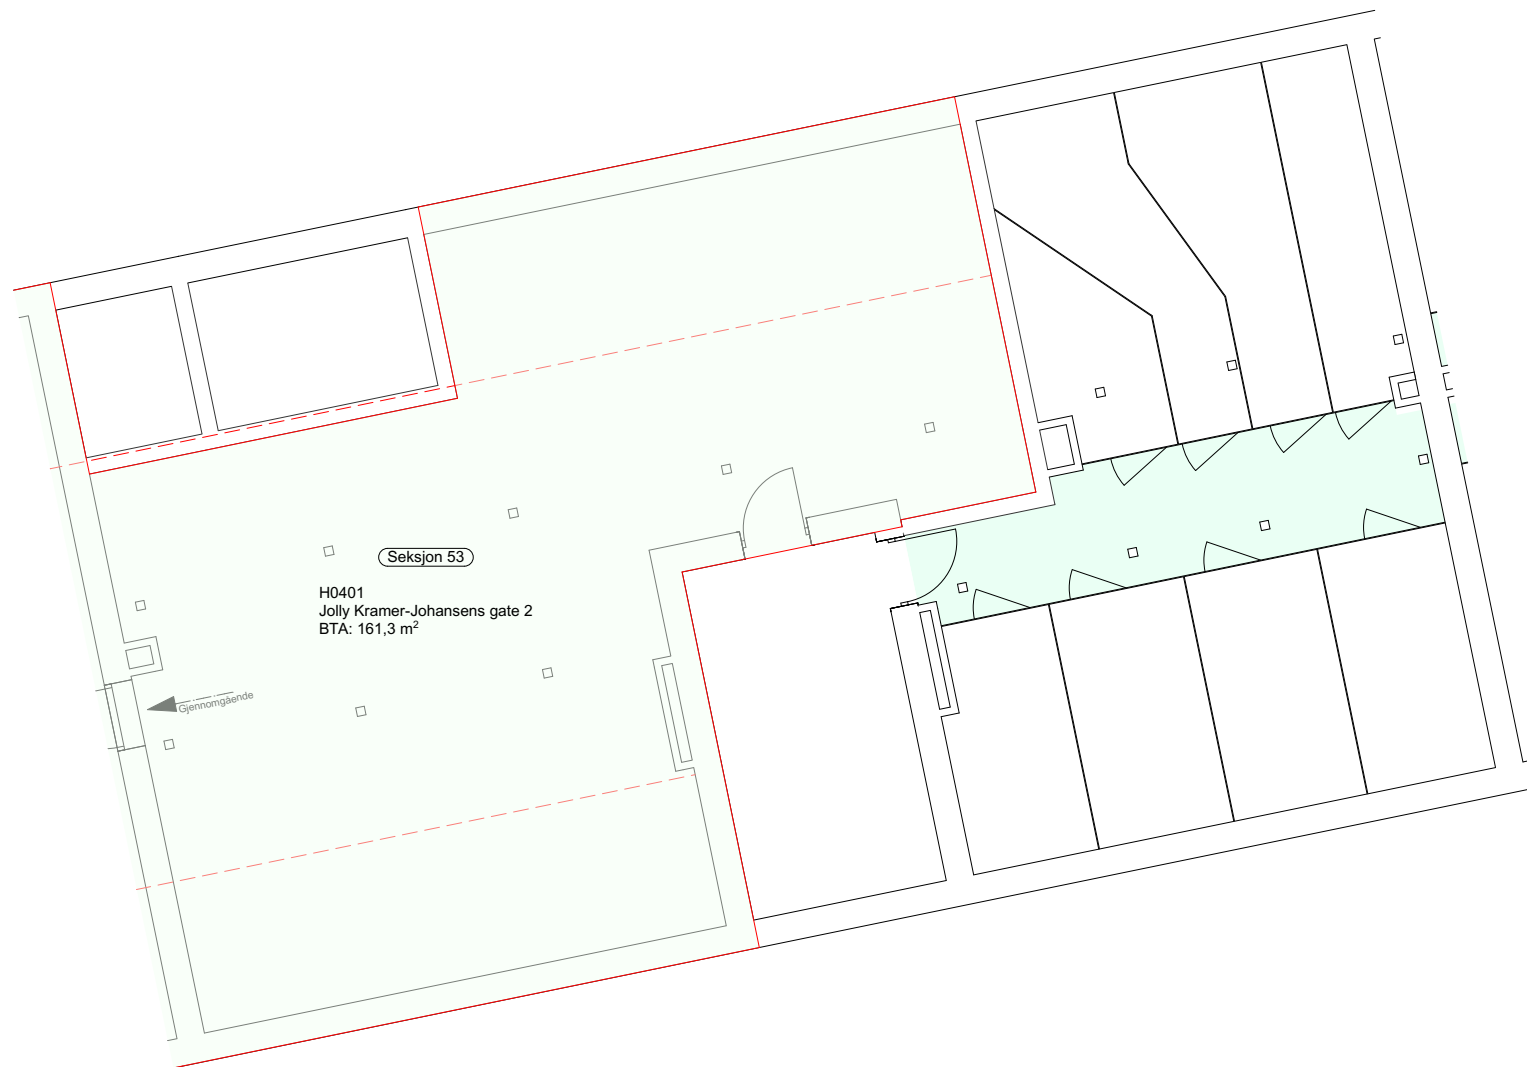 Seksjon 53
H0401
Jolly Kramer-Johansens gate 2
BTA: 161,3 m²
Gjennomgående